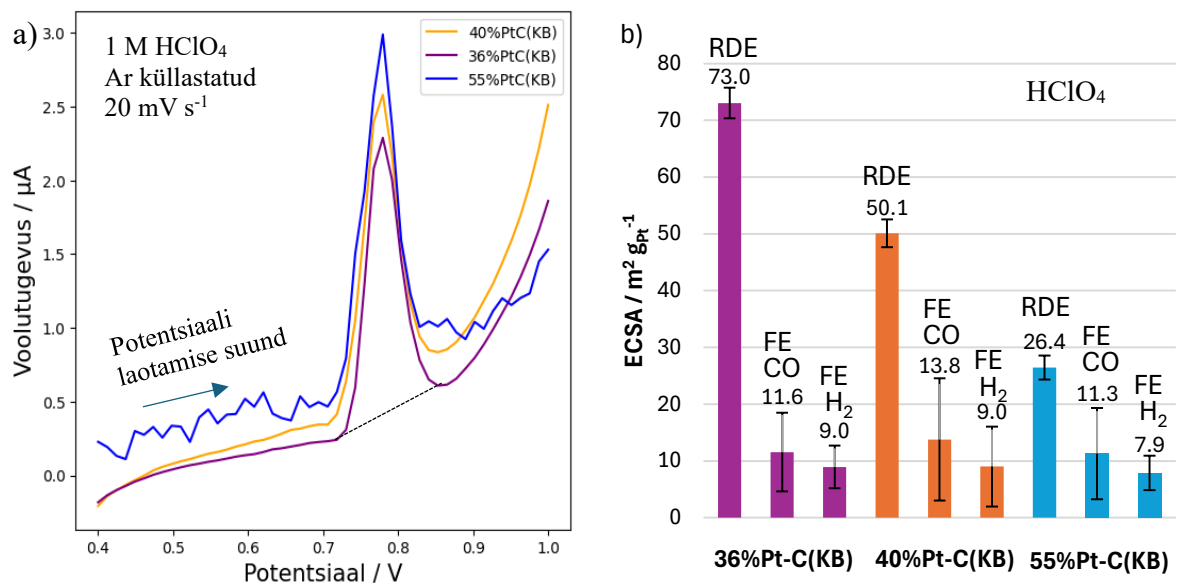 a)
1 M HClO₄
Ar küllastatud
20 mV s⁻¹
40%PtC(KB)
36%PtC(KB)
55%PtC(KB)
Potentsiaali
laotamise suund
Voolutugevus / µA
3.0
2.5
2.0
1.5
1.0
0.5
0.0
0.4
0.5
0.6
0.7
0.8
0.9
1.0
Potentsiaal / V
b)
HClO₄
ECSA / m² gPt⁻¹
80
70
60
50
40
30
20
10
0
RDE
73.0
FE
CO
11.6
FE
H₂
9.0
RDE
50.1
FE
CO
13.8
FE
H₂
9.0
RDE
26.4
FE
CO
11.3
FE
H₂
7.9
36%Pt-C(KB)
40%Pt-C(KB)
55%Pt-C(KB)